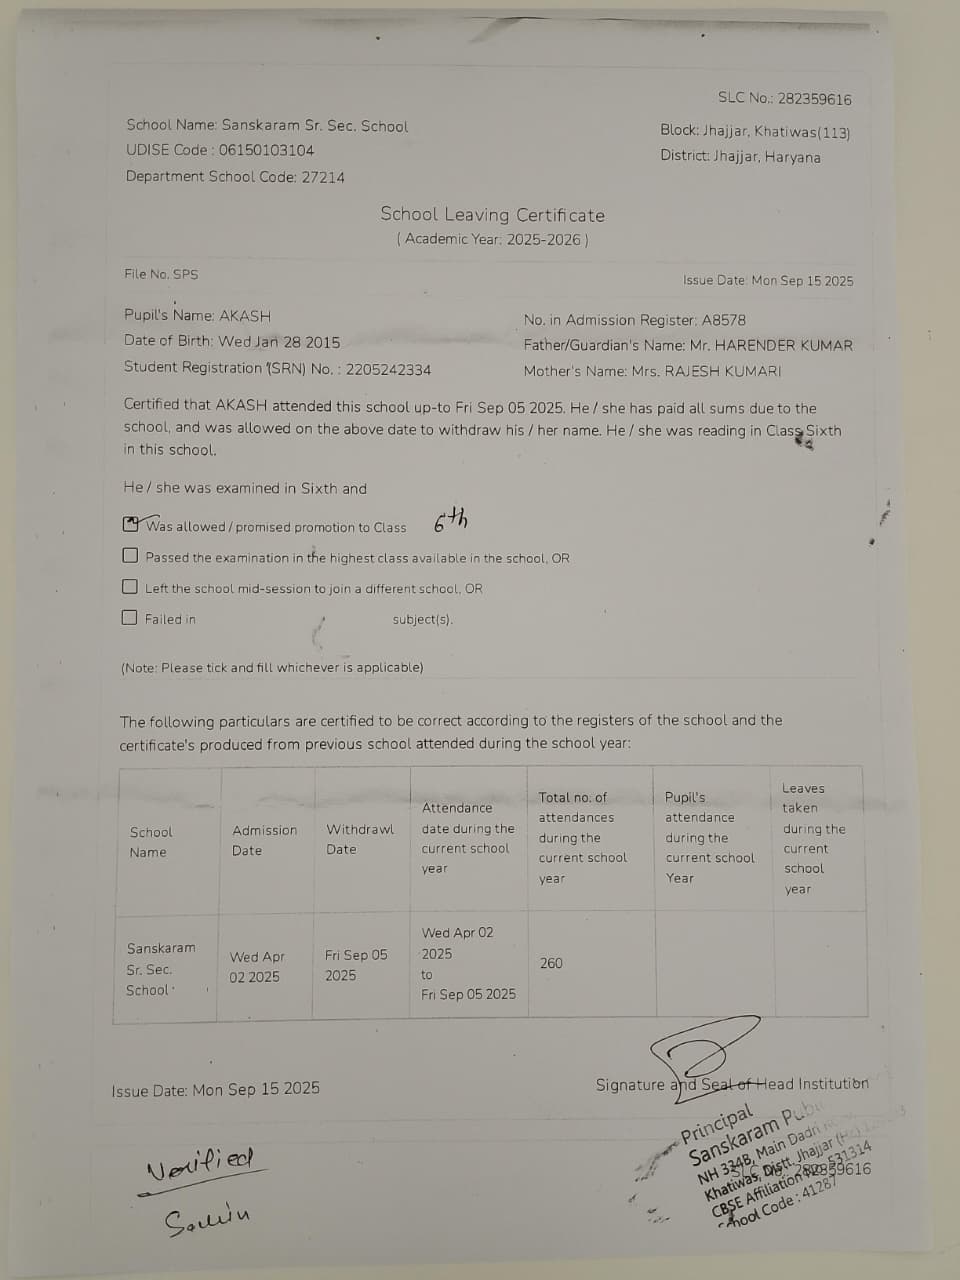 SLC No.: 282359616
School Name: Sanskaram Sr. Sec. School
Block: Jhajjar, Khatiwas(113)
UDISE Code : 06150103104
District: Jhajjar, Haryana
Department School Code: 27214
School Leaving Certificate
( Academic Year: 2025-2026 )
File No. SPS
Issue Date: Mon Sep 15 2025
Pupil's Name: AKASH
No. in Admission Register: A8578
Date of Birth: Wed Jan 28 2015
Father/Guardian's Name: Mr. HARENDER KUMAR
Student Registration (SRN) No. : 2205242334
Mother's Name: Mrs. RAJESH KUMARI
Certified that AKASH attended this school up-to Fri Sep 05 2025. He / she has paid all sums due to the
school, and was allowed on the above date to withdraw his / her name. He / she was reading in Class Sixth
in this school.
He / she was examined in Sixth and
Was allowed / promised promotion to Class 6th
Passed the examination in the highest class available in the school, OR
Left the school mid-session to join a different school, OR
Failed in subject(s).
(Note: Please tick and fill whichever is applicable)
The following particulars are certified to be correct according to the registers of the school and the
certificate's produced from previous school attended during the school year:
School
Name
Admission
Date
Withdrawl
Date
Attendance
date during the
current school
year
Total no. of
attendances
during the
current school
year
Pupil's
attendance
during the
current school
Year
Leaves
taken
during the
current
school
year
Sanskaram
Sr. Sec.
School
Wed Apr
02 2025
Fri Sep 05
2025
Wed Apr 02
2025
to
Fri Sep 05 2025
260
Issue Date: Mon Sep 15 2025
Signature and Seal of Head Institution
Verified
Principal
Sanskaram
NH 334B, Main Dadri
Khatiwas, Distt. Jhajjar
CBSE Affiliation No. 531314
School Code : 41287
SLC No.: 282359616